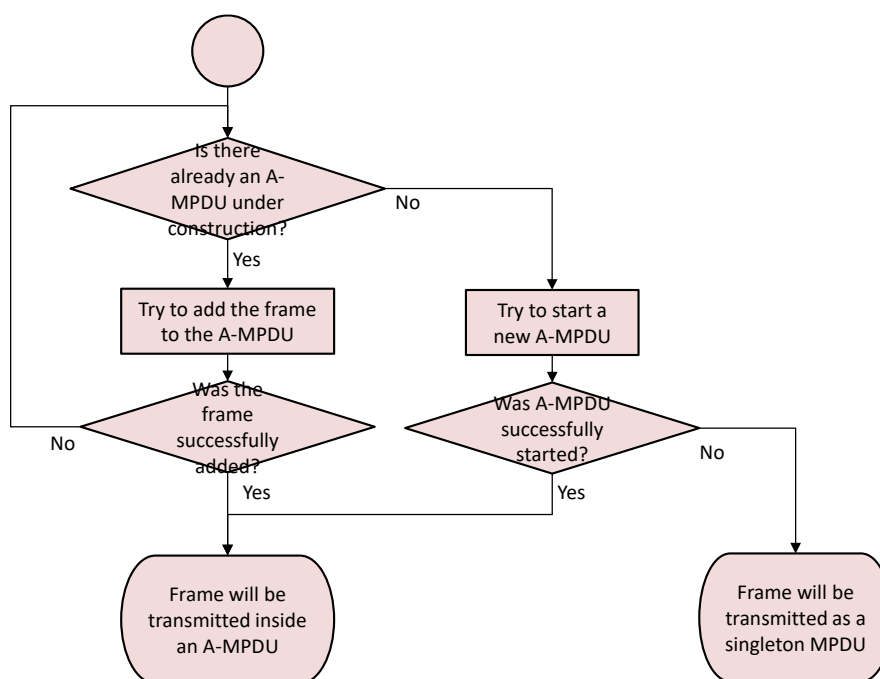 Is there
already an A-
MPDU under
construction?
No
Yes
Try to add the frame
to the A-MPDU
Try to start a
new A-MPDU
Was the
frame
successfully
added?
No
Yes
Was A-MPDU
successfully
started?
No
Yes
Frame will be
transmitted inside
an A-MPDU
Frame will be
transmitted as a
singleton MPDU